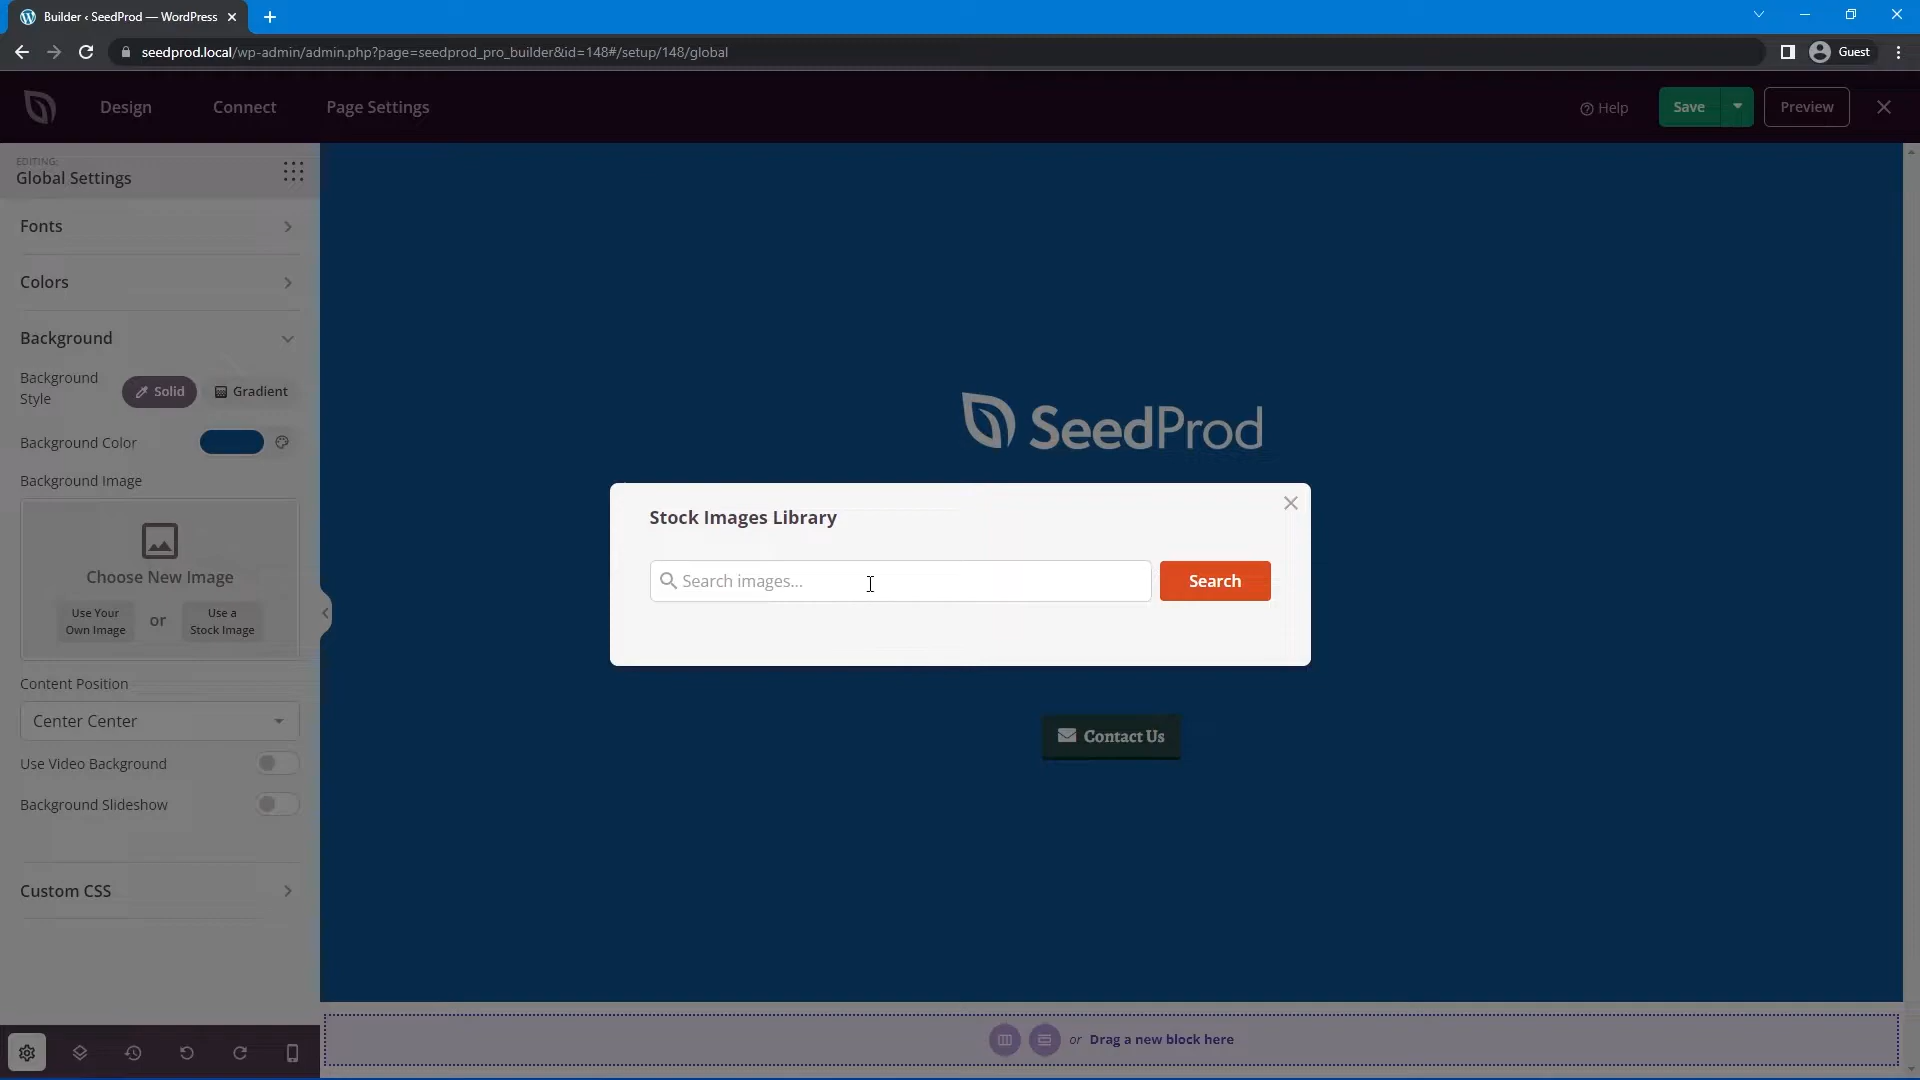 Builder ‹ SeedProd — WordPress
seedprod.local/wp-admin/admin.php?page=seedprod_pro_builder&id=148#/setup/148/global
Guest
Design
Connect
Page Settings
Help
Save
Preview
EDITING:
Global Settings
Fonts
Colors
Background
Background
Style
Solid
Gradient
Background Color
Background Image
Choose New Image
Use Your
Own Image
or
Use a
Stock Image
Content Position
Center Center
Use Video Background
Background Slideshow
Custom CSS
SeedProd
Stock Images Library
Search images...
Search
Contact Us
or Drag a new block here